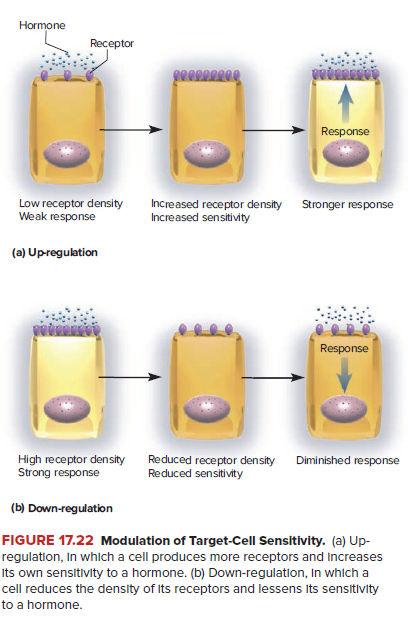 Hormone
Receptor
Response
Low receptor density
Weak response
Increased receptor density
Increased sensitivity
Stronger response
(a) Up-regulation
Response
High receptor density
Strong response
Reduced receptor density
Reduced sensitivity
Diminished response
(b) Down-regulation
FIGURE 17.22 Modulation of Target-Cell Sensitivity. (a) Up-
regulation, in which a cell produces more receptors and increases
its own sensitivity to a hormone. (b) Down-regulation, in which a
cell reduces the density of its receptors and lessens its sensitivity
to a hormone.